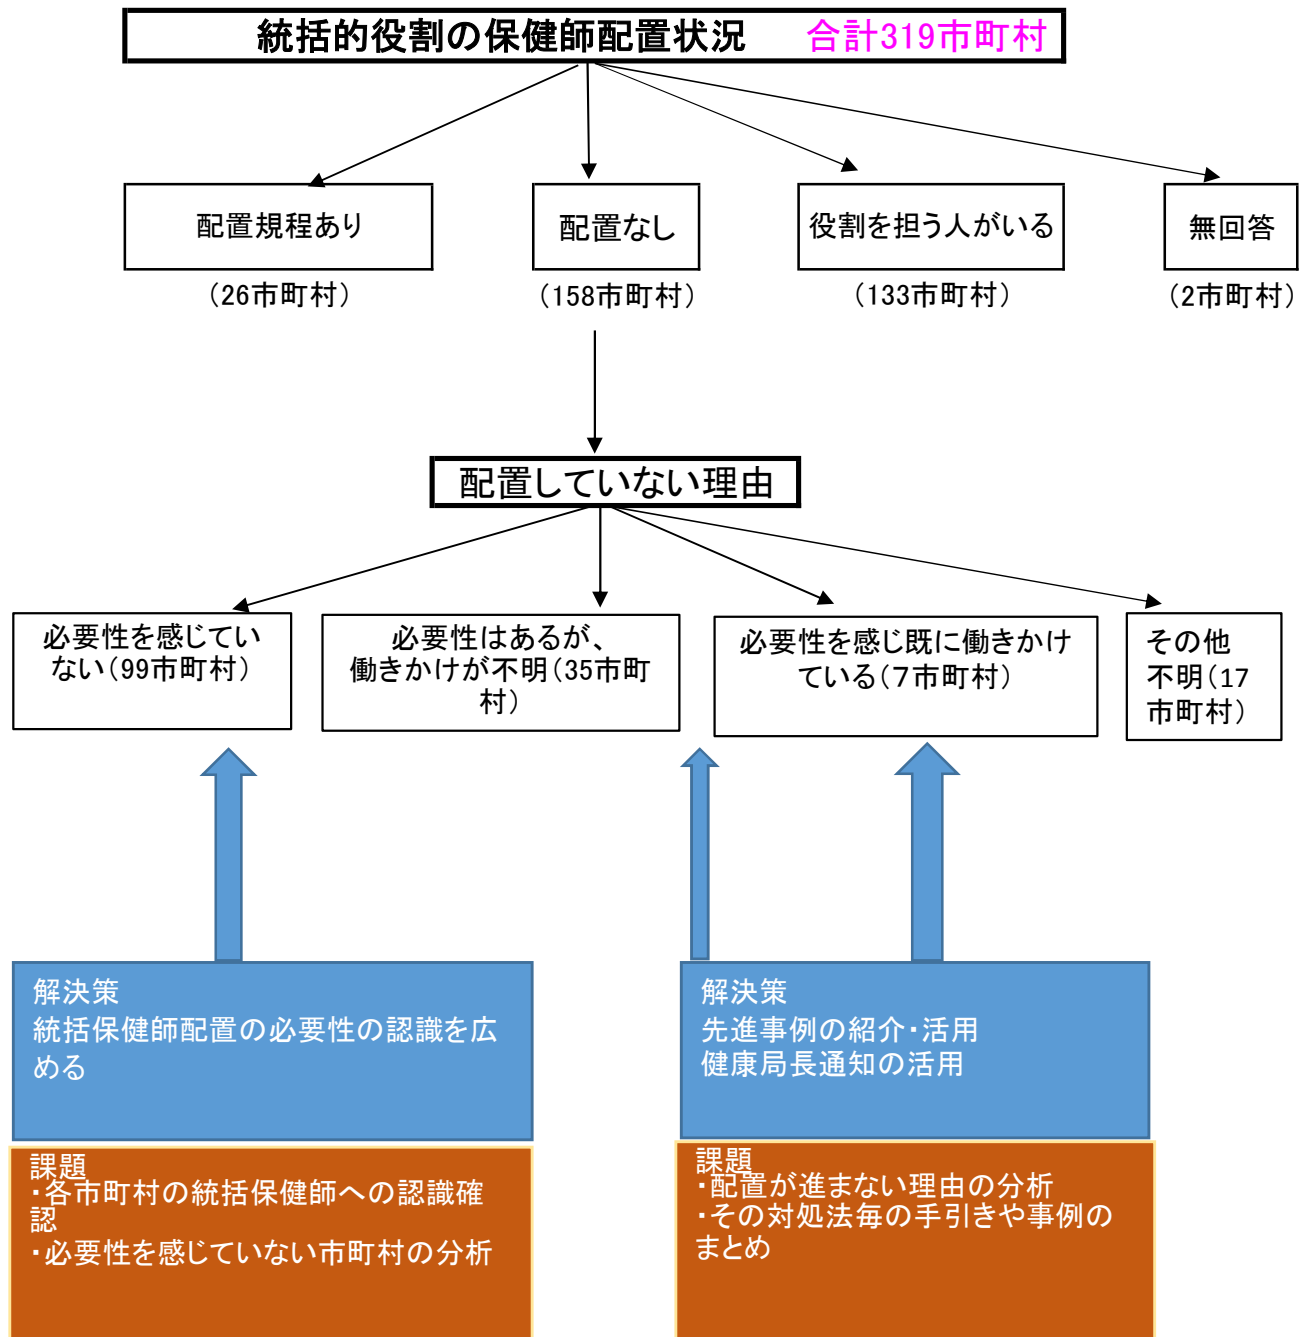 統括的役割の保健師配置状況　合計319市町村
配置規程あり
配置なし
役割を担う人がいる
無回答
（26市町村）
（158市町村）
（133市町村）
（2市町村）
配置していない理由
必要性を感じてい
ない（99市町村）
必要性はあるが、
働きかけが不明（35市町
村）
必要性を感じ既に働きかけ
ている（７市町村）
その他
不明（17
市町村）
解決策
統括保健師配置の必要性の認識を広
める
解決策
先進事例の紹介・活用
健康局長通知の活用
課題
・各市町村の統括保健師への認識確
認
・必要性を感じていない市町村の分析
課題
・配置が進まない理由の分析
・その対処法毎の手引きや事例の
まとめ